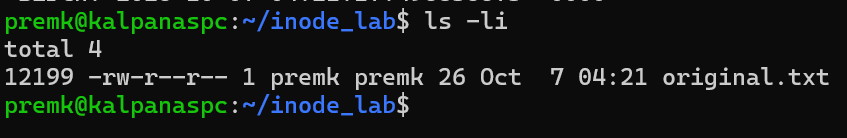 premk@kalpanaspc:~/inode_lab$ ls -li
total 4
12199 -rw-r--r-- 1 premk premk 26 Oct  7 04:21 original.txt
premk@kalpanaspc:~/inode_lab$